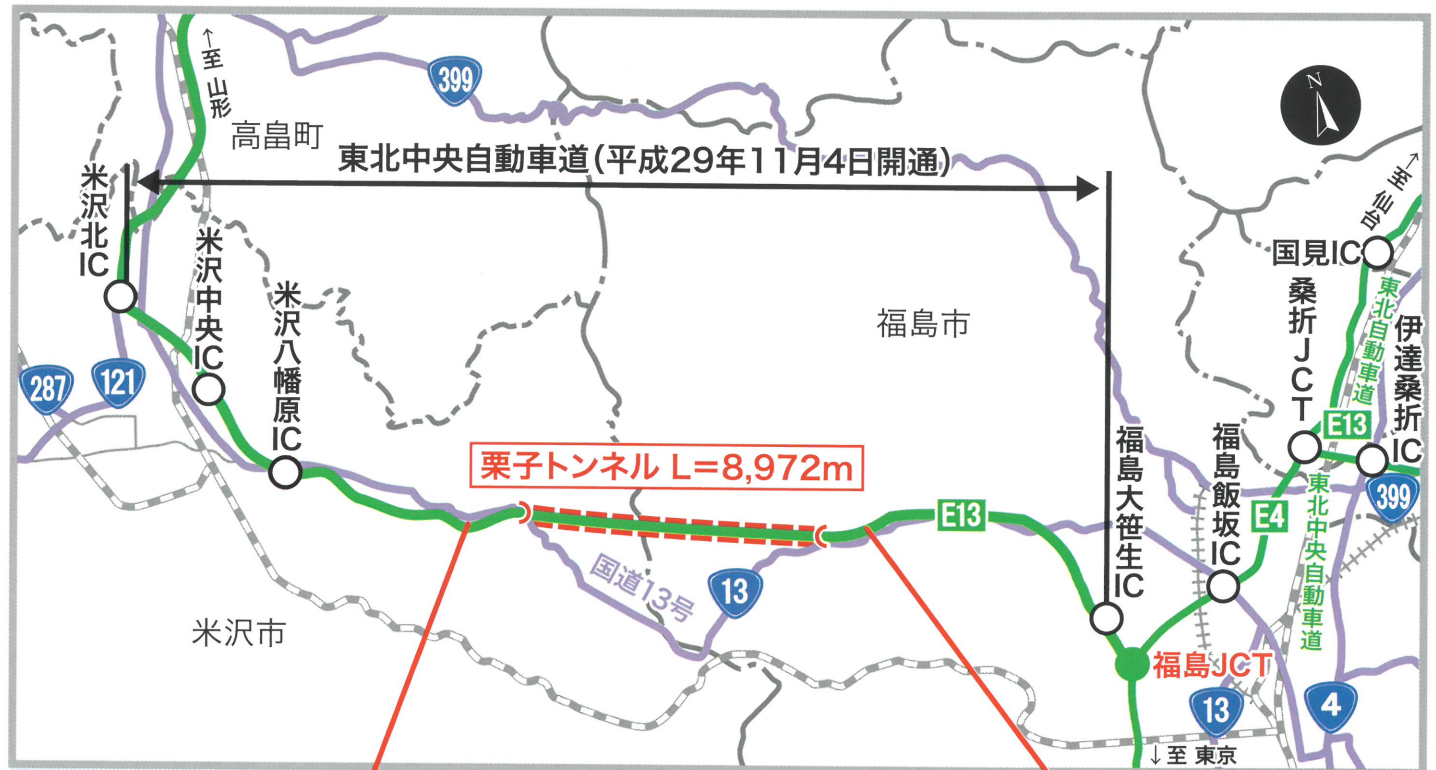 ↑至 山形
399
N
高畠町
東北中央自動車道(平成29年11月4日開通)
米沢北IC
米沢中央IC
米沢八幡原IC
287
121
福島市
↑至 仙台
国見IC
桑折JCT
東北自動車道
伊達桑折IC
E13
399
栗子トンネル L=8,972m
E13
福島大笹生IC
福島飯坂IC
E4
東北中央自動車道
国道13号
13
米沢市
福島JCT
13
4
↓至 東京